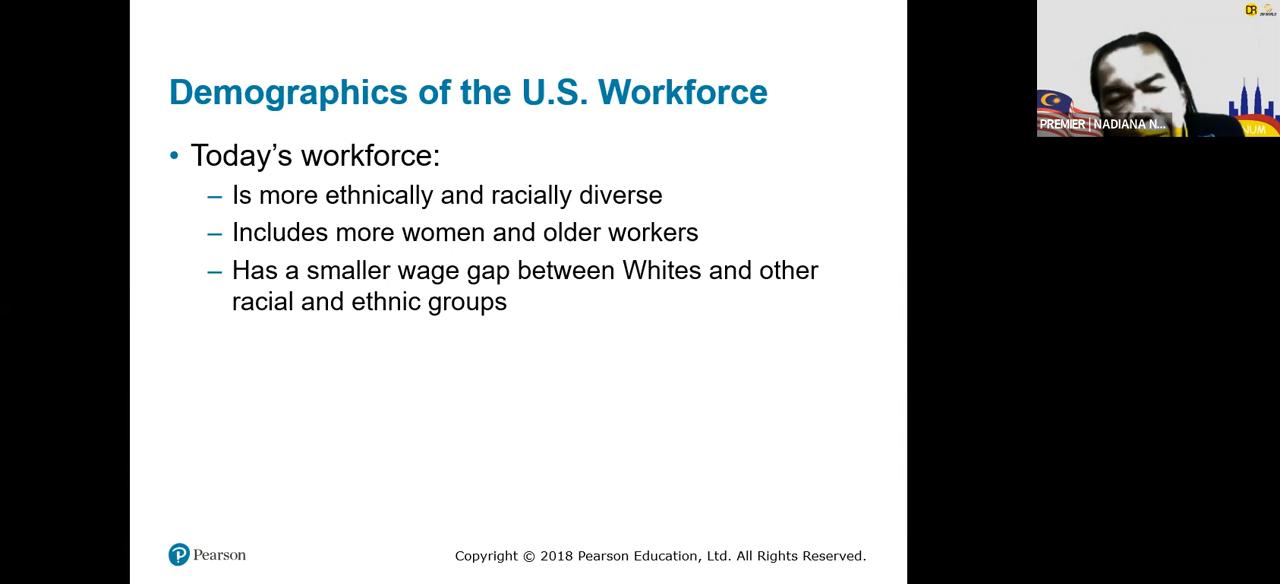 Demographics of the U.S. Workforce
• Today’s workforce:
– Is more ethnically and racially diverse
– Includes more women and older workers
– Has a smaller wage gap between Whites and other
racial and ethnic groups
Pearson
Copyright © 2018 Pearson Education, Ltd. All Rights Reserved.
DR
PREMIER | NADIANA N...
NUM